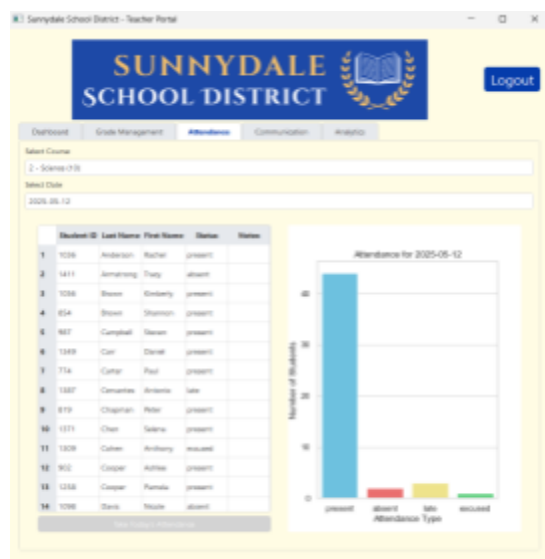 Sunnydale School District - Teacher Portal
SUNNYDALE
SCHOOL DISTRICT
Logout
Dashboard Grade Management Attendance Communication Analytics
Select Course
2 - Science (10)
Select Date
2025-05-12
Student ID Last Name First Name Status Notes
1 Anderson Rachel present
2 1411 Armstrong Tracy absent
3 Kimberly present
4 854 Brown Shannon present
5 987 Campbell Steven present
6 1349 Carr Daniel present
7 774 Carter Paul present
8 1387 Cervantes Antonio late
9 819 Chapman Peter present
10 1371 Chen Selena present
11 1309 Cohen Anthony excused
12 902 Cooper Ashlee present
13 1258 Cooper Pamela present
14 1098 Davis Nicole absent
Take Today's Attendance
Attendance for 2025-05-12
Number of Students
40
30
20
10
0
present absent late excused
Attendance Type